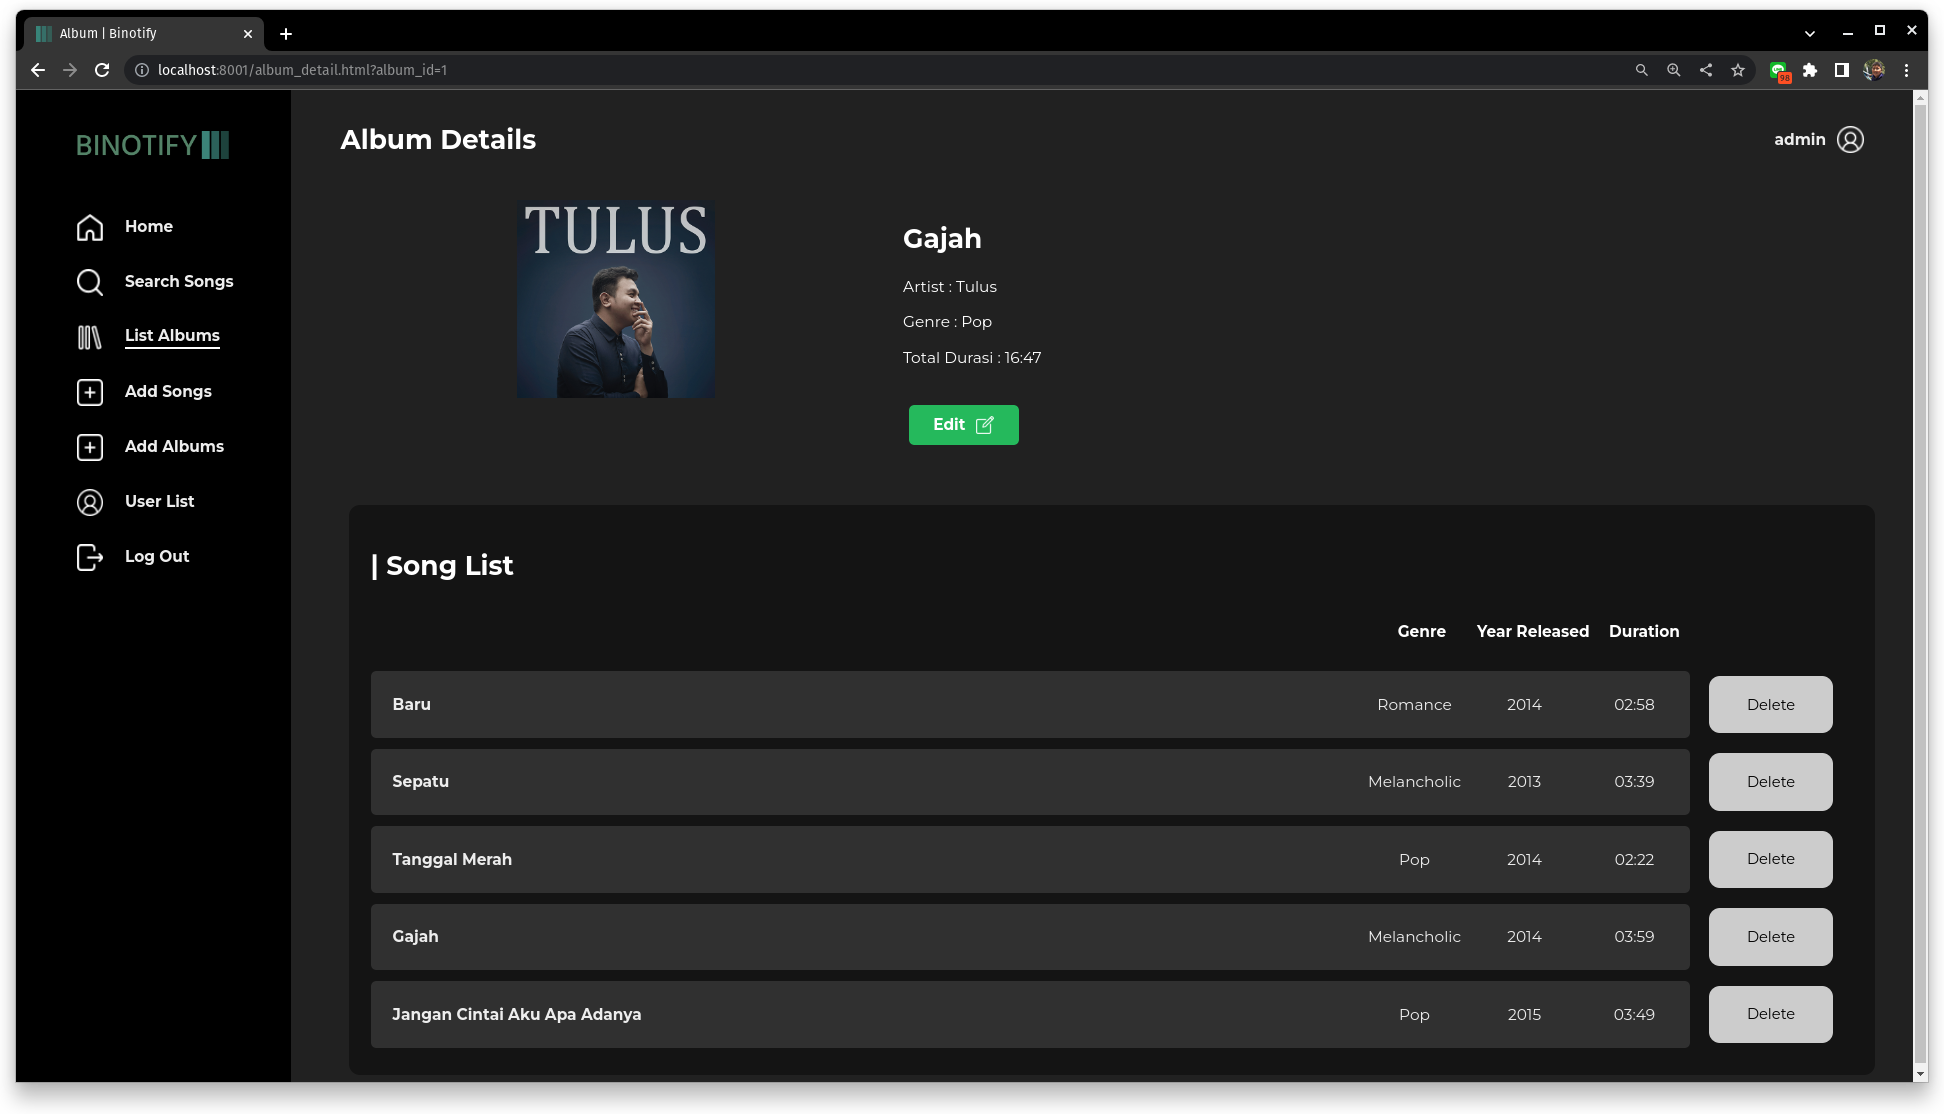 Album | Binotify
localhost:8001/album_detail.html?album_id=1
98
BINOTIFY
Home
Search Songs
List Albums
Add Songs
Add Albums
User List
Log Out
Album Details
admin
TULUS
Gajah
Artist : Tulus
Genre : Pop
Total Durasi : 16:47
Edit
| Song List
Genre Year Released Duration
Baru Romance 2014 02:58 Delete
Sepatu Melancholic 2013 03:39 Delete
Tanggal Merah Pop 2014 02:22 Delete
Gajah Melancholic 2014 03:59 Delete
Jangan Cintai Aku Apa Adanya Pop 2015 03:49 Delete